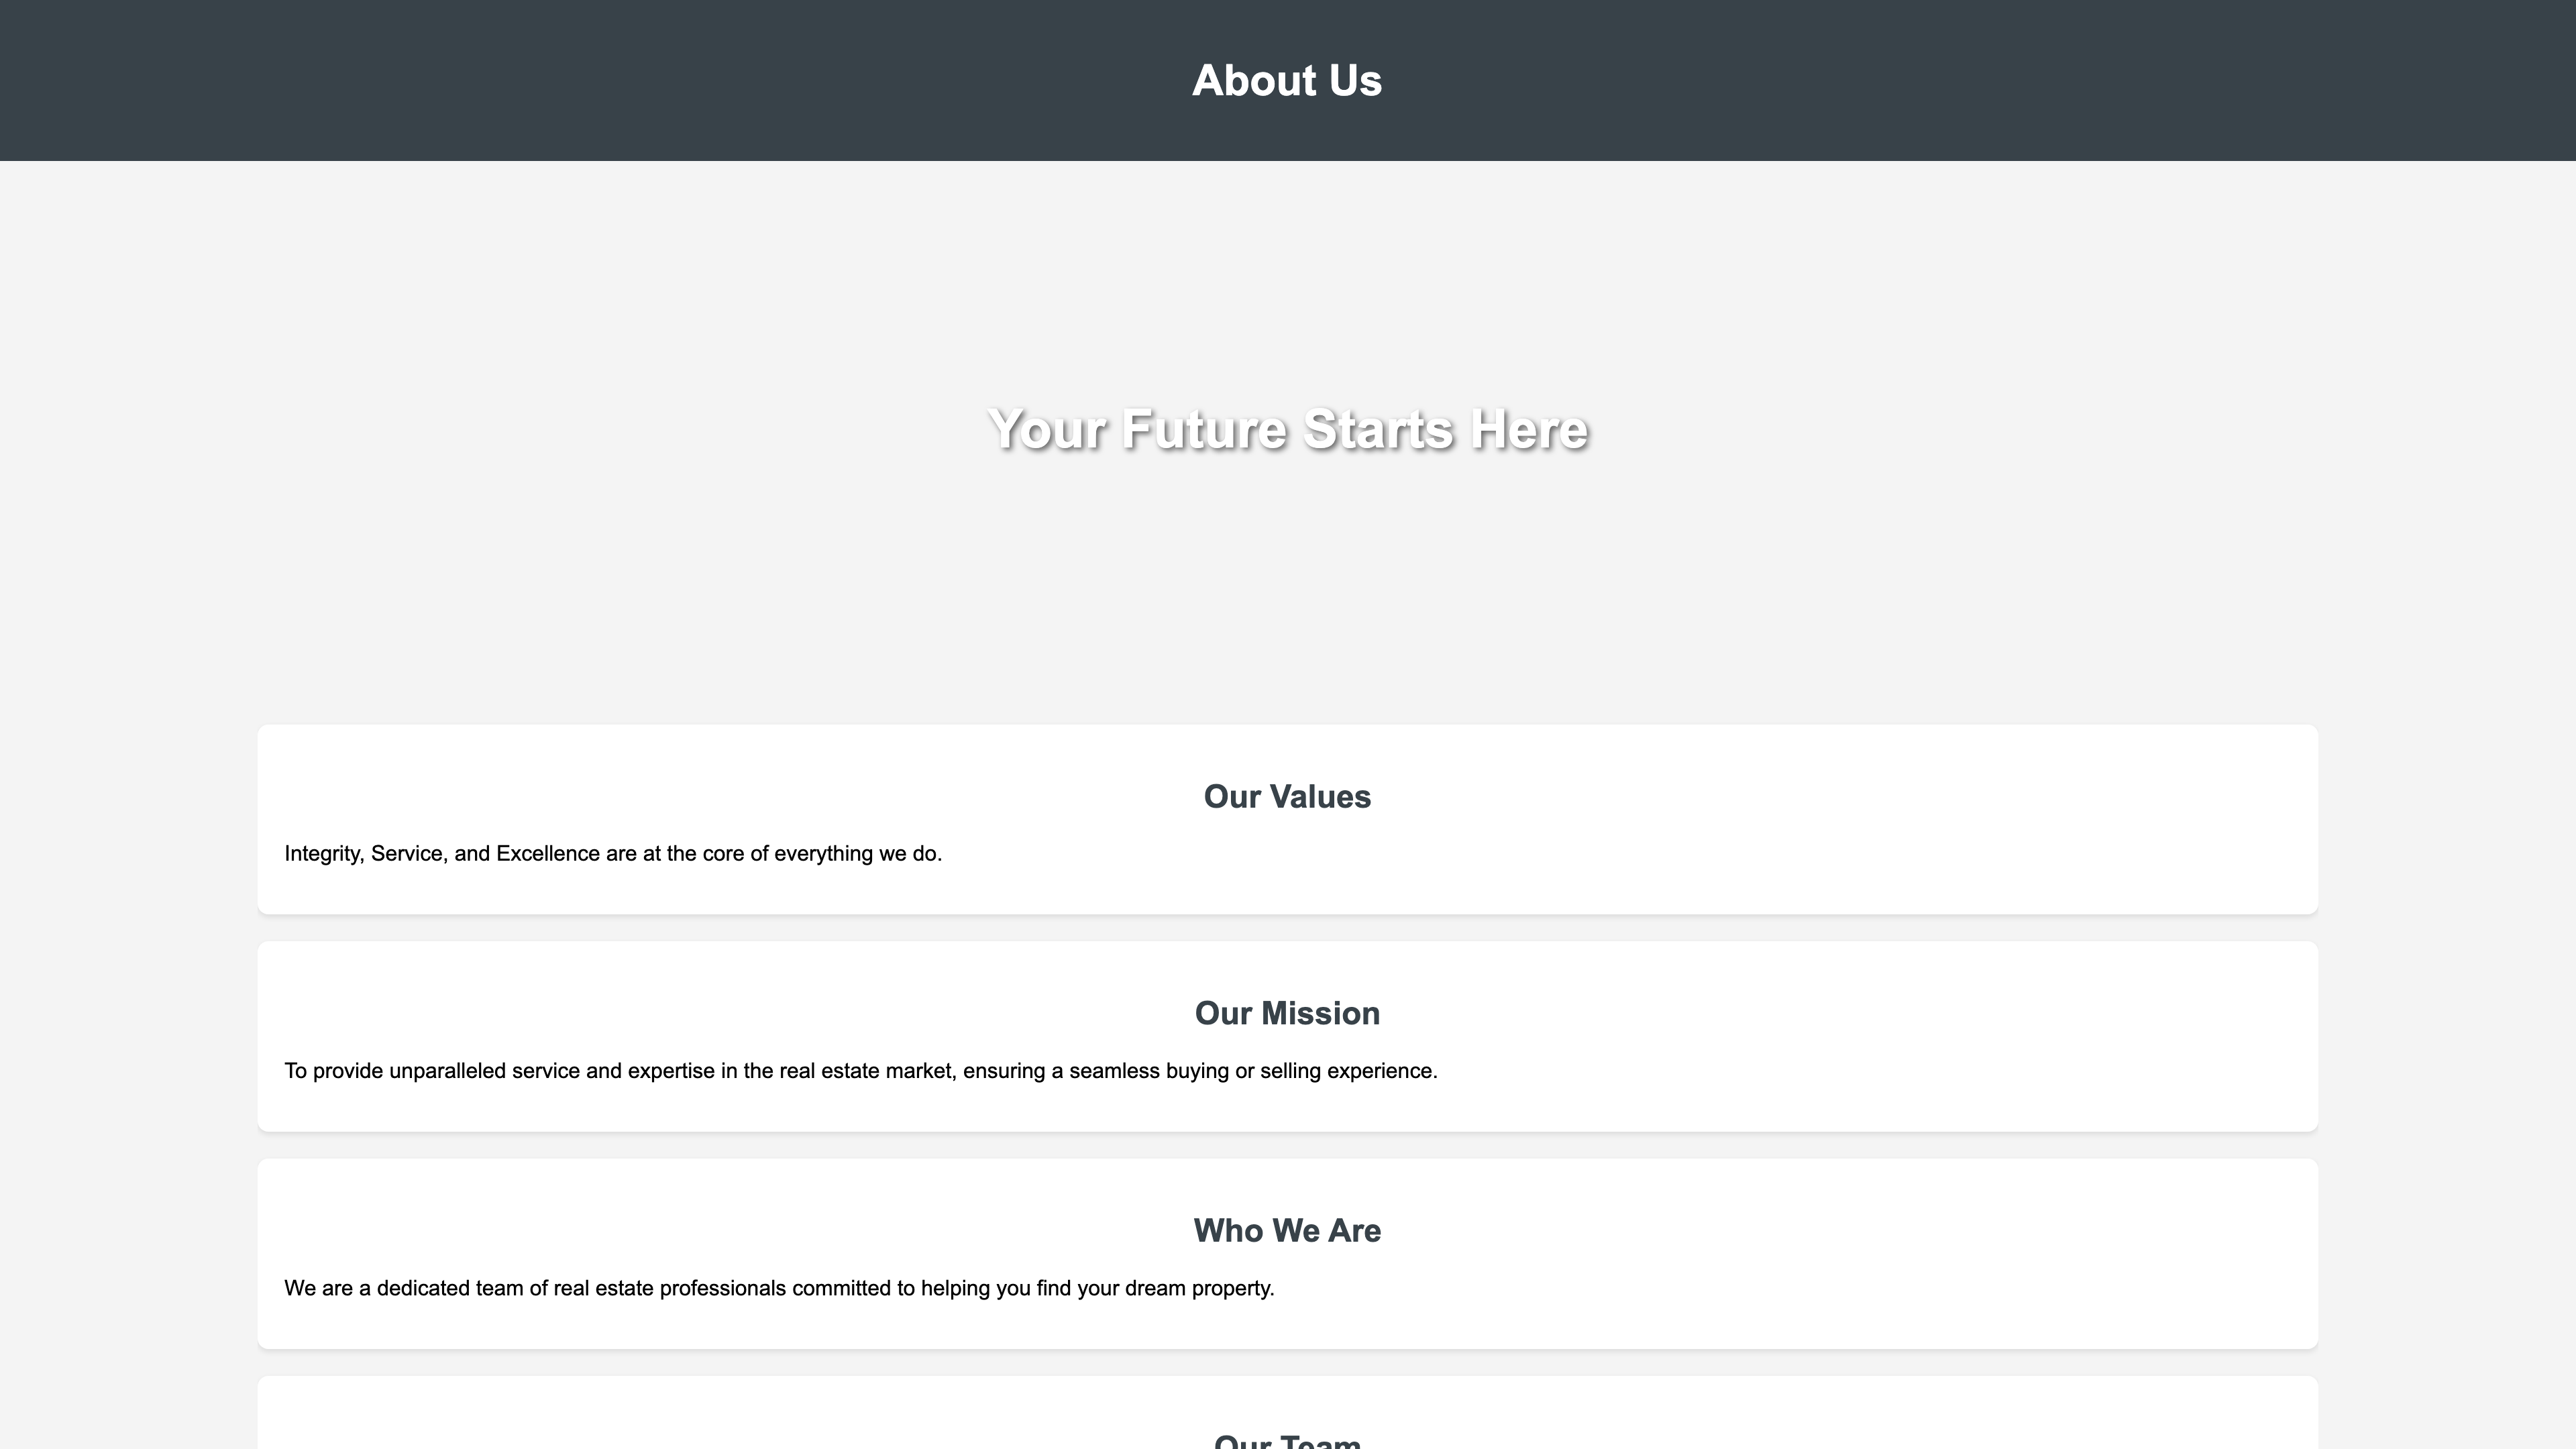 About Us
Your Future Starts Here
Our Values
Integrity, Service, and Excellence are at the core of everything we do.
Our Mission
To provide unparalleled service and expertise in the real estate market, ensuring a seamless buying or selling experience.
Who We Are
We are a dedicated team of real estate professionals committed to helping you find your dream property.
Our Team